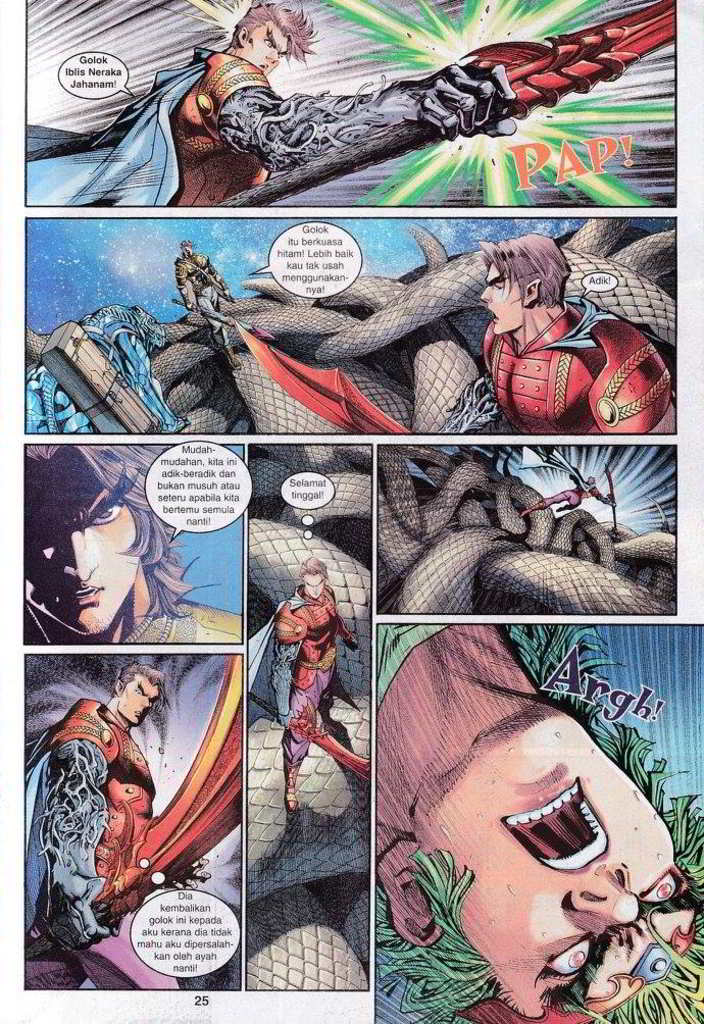 Golok
Iblis Neraka
Jahanam!
PAP!
Golok
itu berkuasa
hitam! Lebih baik
kau tak usah
menggunakan-
nya!
Adik!
Mudah-
mudahan, kita ini
adik-beradik dan
bukan musuh atau
seteru apabila kita
bertemu semula
nanti!
Selamat
tinggal!
Dia
kembalikan
golok ini kepada
aku kerana dia tidak
mahu aku dipersalah-
kan oleh ayah
nanti!
Argh!
25